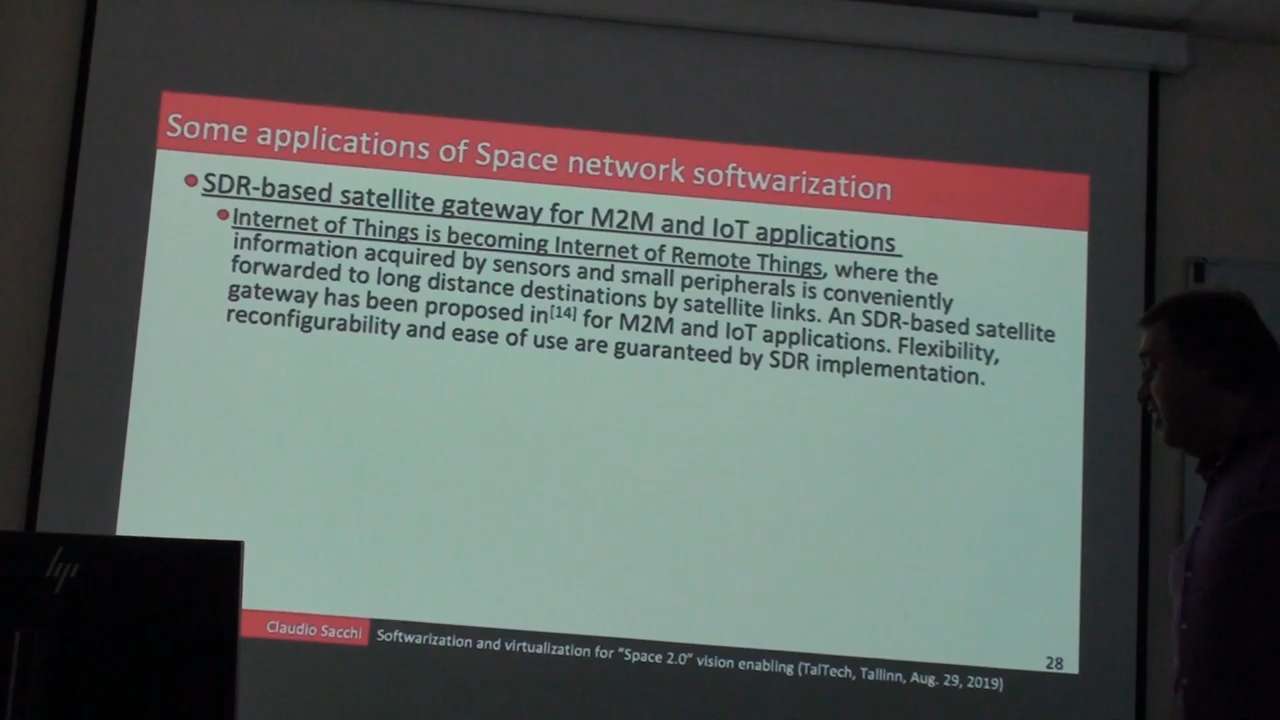 Some applications of Space network softwarization
SDR-based satellite gateway for M2M and IoT applications
Internet of Things is becoming Internet of Remote Things, where the
information acquired by sensors and small peripherals is conveniently
forwarded to long distance destinations by satellite links. An SDR-based satellite
gateway has been proposed in[14] for M2M and IoT applications. Flexibility,
reconfigurability and ease of use are guaranteed by SDR implementation.
hp
Claudio Sacchi
Softwarization and virtualization for “Space 2.0” vision enabling (TalTech, Tallinn, Aug. 29, 2019)
28